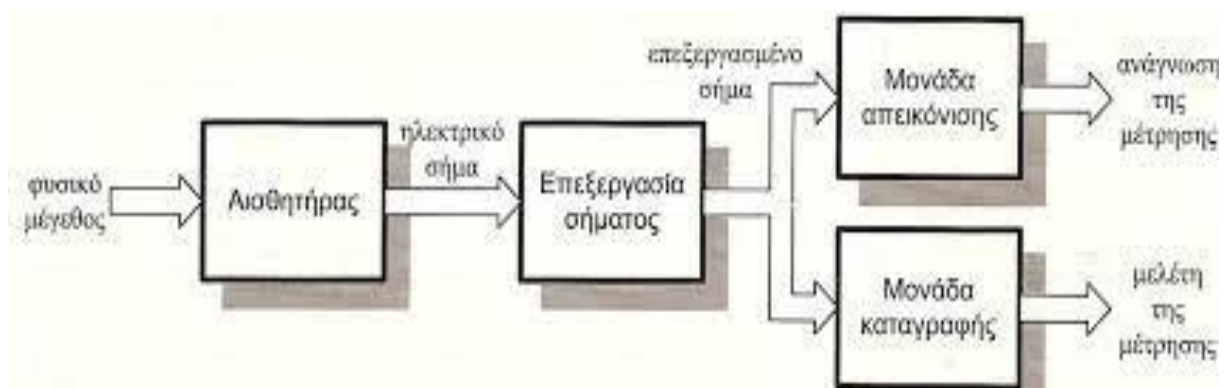 φυσικό
μέγεθος
Αισθητήρας
ηλεκτρικό
σήμα
Επεξεργασία
σήματος
επεξεργασμένο
σήμα
Μονάδα
απεικόνισης
ανάγνωση
της
μέτρησης
Μονάδα
καταγραφής
μελέτη
της
μέτρησης